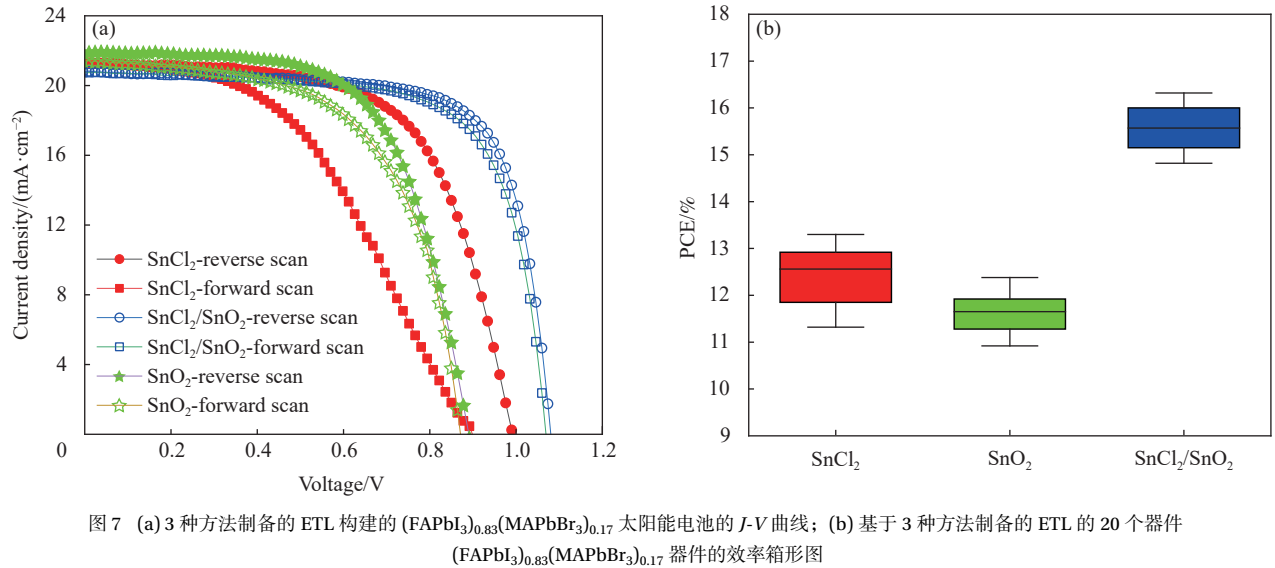 (a)
24
20
16
12
8
4
0
0.2
0.4
0.6
0.8
1.0
1.2
Current density/(mA·cm⁻²)
Voltage/V
SnCl₂-reverse scan
SnCl₂-forward scan
SnCl₂/SnO₂-reverse scan
SnCl₂/SnO₂-forward scan
SnO₂-reverse scan
SnO₂-forward scan
(b)
18
17
16
15
14
13
12
11
10
9
PCE/%
SnCl₂
SnO₂
SnCl₂/SnO₂
图 7 (a) 3 种方法制备的 ETL 构建的 (FAPbI₃)₀.₈₃(MAPbBr₃)₀.₁₇ 太阳能电池的 J-V 曲线；(b) 基于 3 种方法制备的 ETL 的 20 个器件
(FAPbI₃)₀.₈₃(MAPbBr₃)₀.₁₇ 器件的效率箱形图